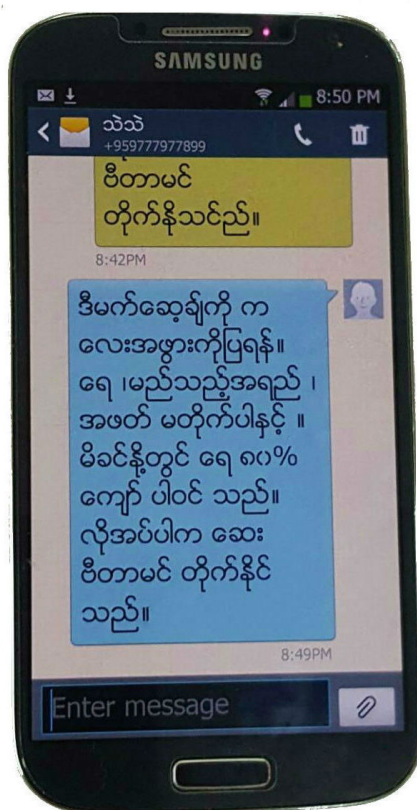 SAMSUNG
8:50 PM
သဲသဲ
+959777977899
ဗီတာမင်
တိုက်နိုသင်ည်။
8:42PM
ဒီမက်ဆေ့ချ်ကို က
လေးအဖွားကိုပြရန်။
ရေ ၊မည်သည့်အရည် ၊
အဖတ် မတိုက်ပါနှင့် ။
မိခင်နို့တွင် ရေ ၈၀%
ကျော် ပါဝင် သည်။
လိုအပ်ပါက ဆေး
ဗီတာမင် တိုက်နိုင်
သည်။
8:49PM
Enter message